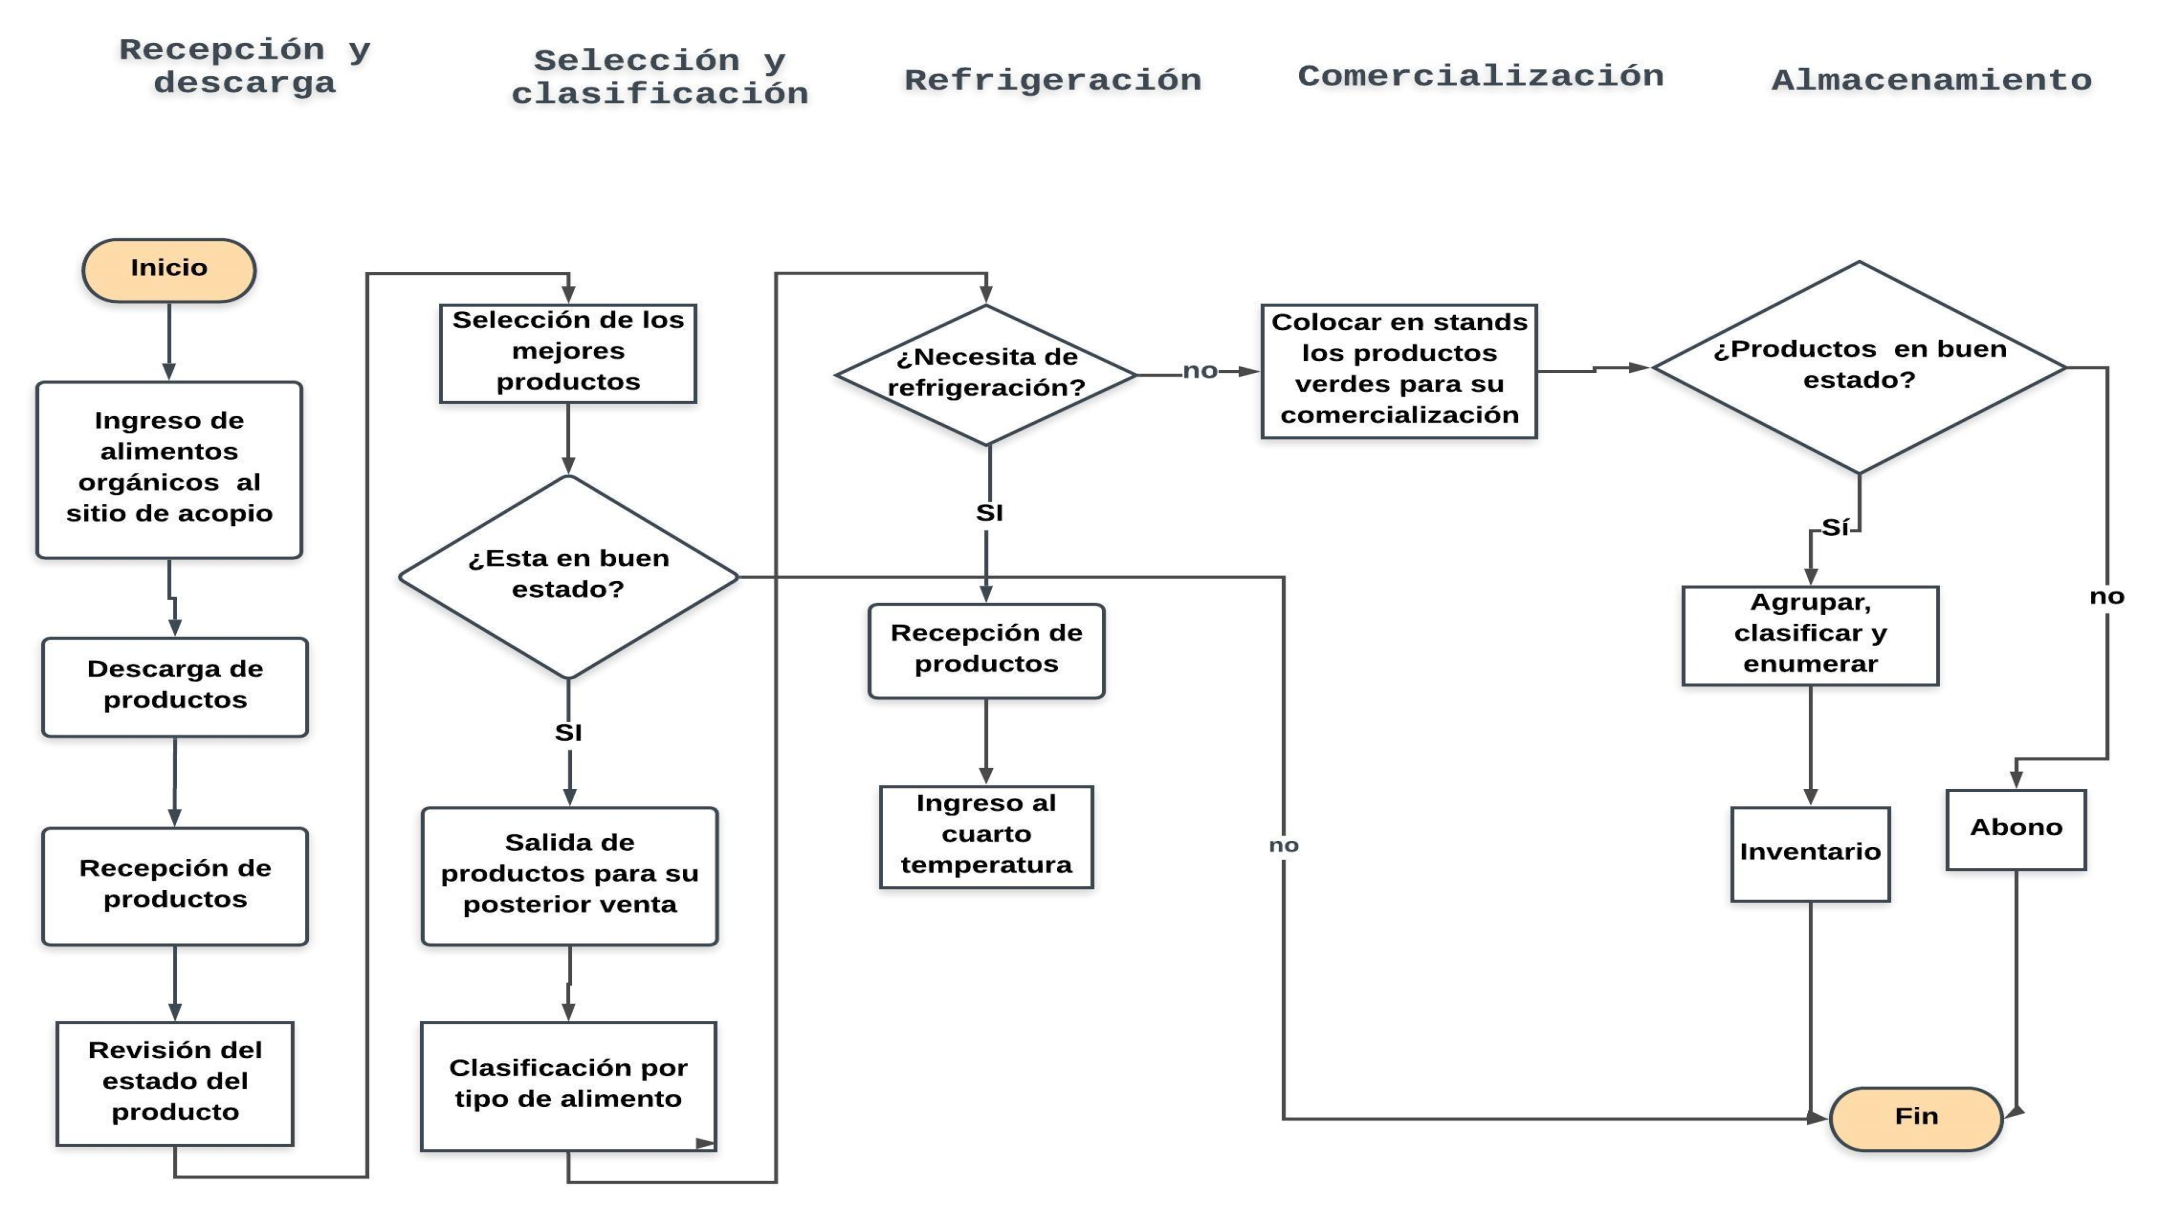 Recepción y
descarga
Selección y
clasificación
Refrigeración
Comercialización
Almacenamiento
Inicio
Ingreso de
alimentos
orgánicos  al
sitio de acopio
Descarga de
productos
Recepción de
productos
Revisión del
estado del
producto
Selección de los
mejores
productos
¿Esta en buen
estado?
SI
Salida de
productos para su
posterior venta
Clasificación por
tipo de alimento
¿Necesita de
refrigeración?
no
SI
Recepción de
productos
Ingreso al
cuarto
temperatura
no
Colocar en stands
los productos
verdes para su
comercialización
¿Productos  en buen
estado?
Sí
no
Agrupar,
clasificar y
enumerar
Inventario
Abono
Fin